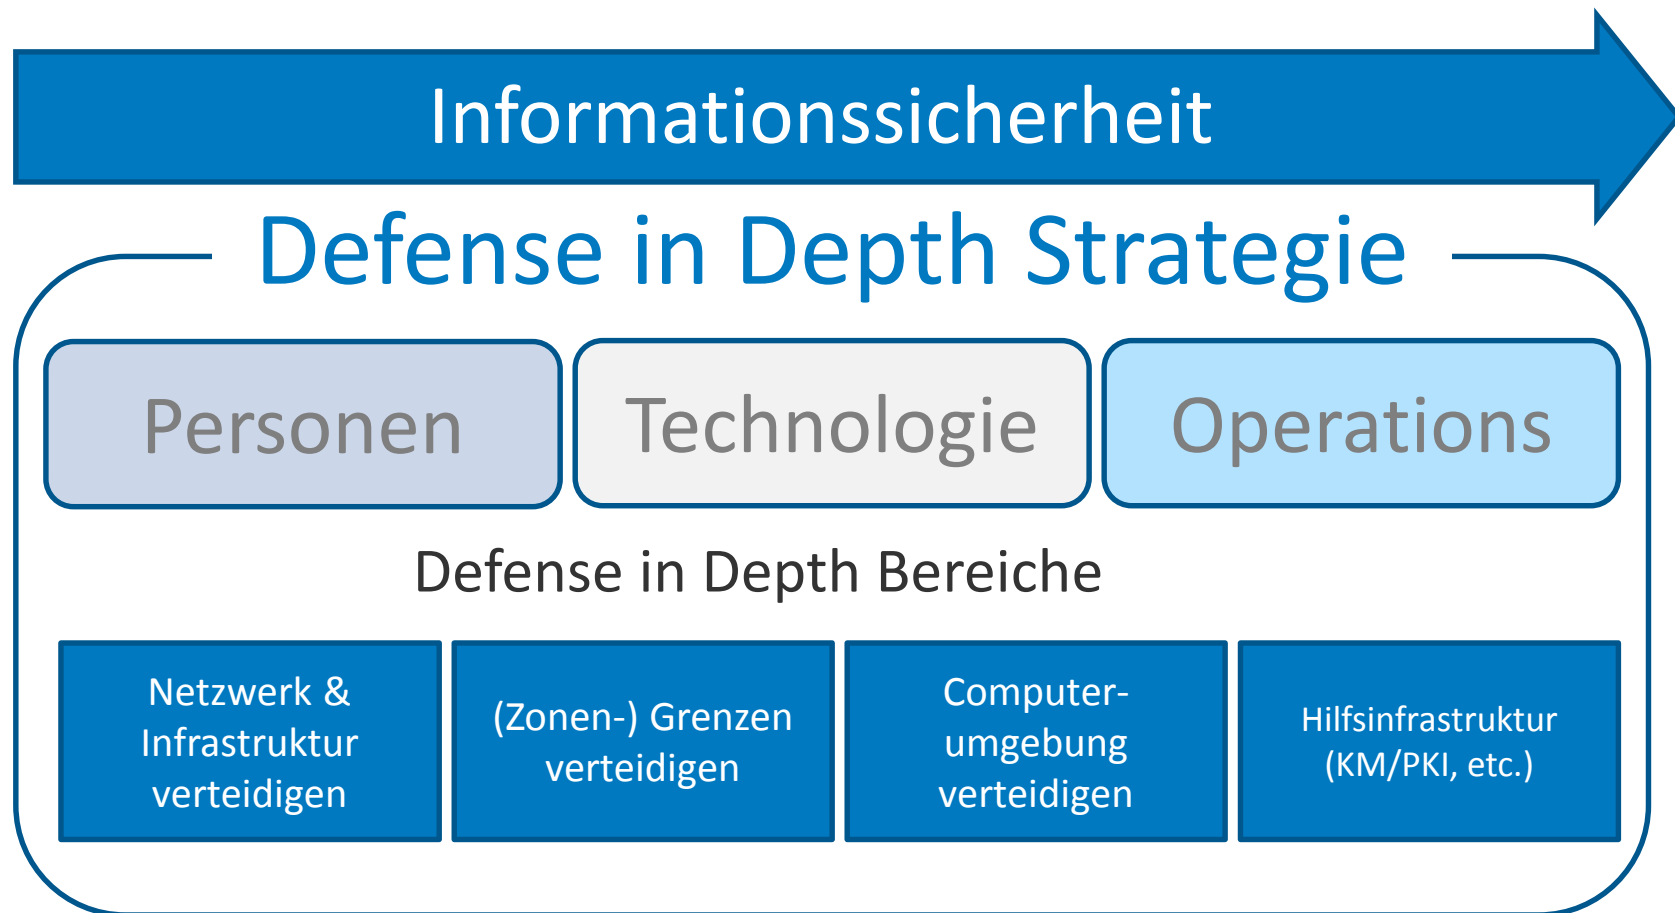 Informationssicherheit
Defense in Depth Strategie
Personen
Technologie
Operations
Defense in Depth Bereiche
Netzwerk &
Infrastruktur
verteidigen
(Zonen-) Grenzen
verteidigen
Computer-
umgebung
verteidigen
Hilfsinfrastruktur
(KM/PKI, etc.)